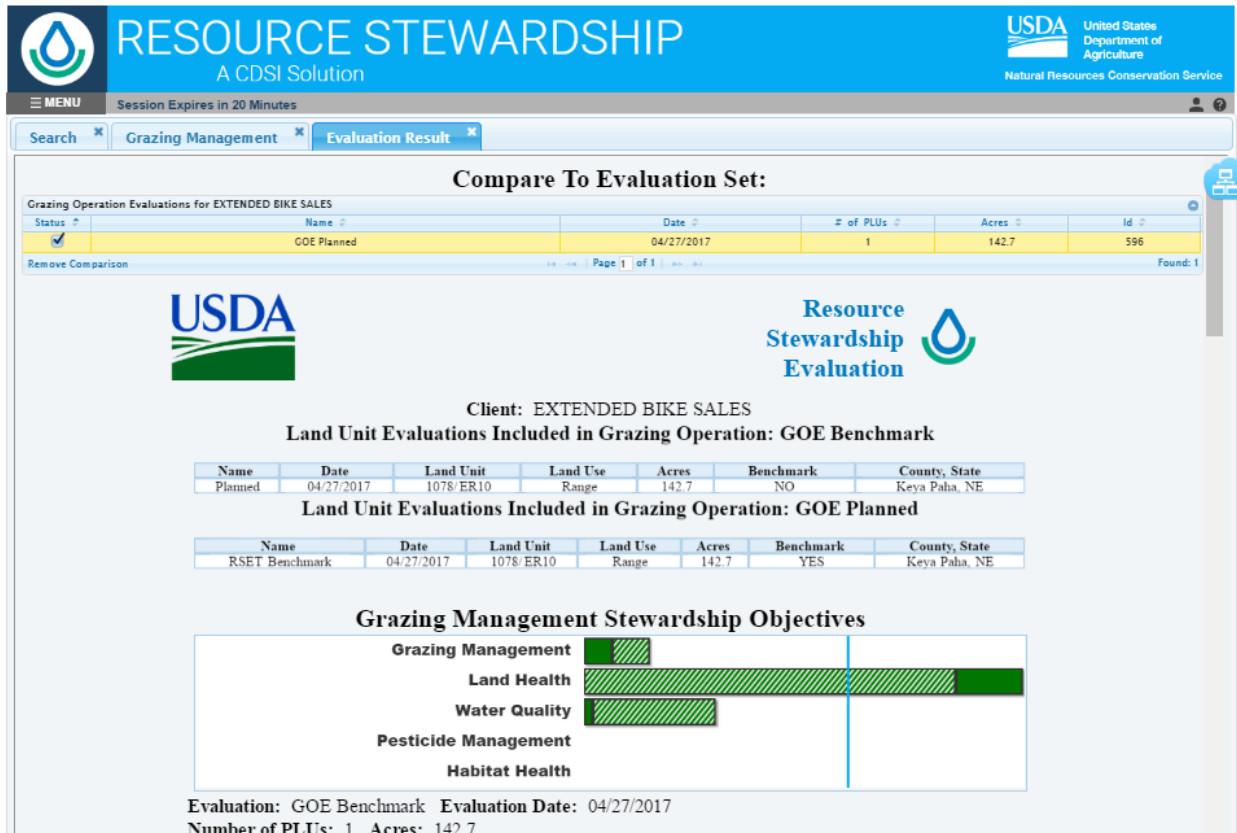 RESOURCE STEWARDSHIP
A CDSI Solution
USDA United States Department of Agriculture
Natural Resources Conservation Service
MENU Session Expires in 20 Minutes
Search Grazing Management Evaluation Result
Compare To Evaluation Set:
Grazing Operation Evaluations for EXTENDED BIKE SALES
Status Name Date # of PLUs Acres Id
GOE Planned 04/27/2017 1 142.7 596
Remove Comparison Page 1 of 1 Found: 1
USDA
Resource
Stewardship
Evaluation
Client: EXTENDED BIKE SALES
Land Unit Evaluations Included in Grazing Operation: GOE Benchmark
Name Date Land Unit Land Use Acres Benchmark County, State
Planned 04/27/2017 1078/ER10 Range 142.7 NO Keya Paha, NE
Land Unit Evaluations Included in Grazing Operation: GOE Planned
Name Date Land Unit Land Use Acres Benchmark County, State
RSET Benchmark 04/27/2017 1078/ER10 Range 142.7 YES Keya Paha, NE
Grazing Management Stewardship Objectives
Grazing Management
Land Health
Water Quality
Pesticide Management
Habitat Health
Evaluation: GOE Benchmark Evaluation Date: 04/27/2017
Number of PLUs: 1 Acres: 142.7